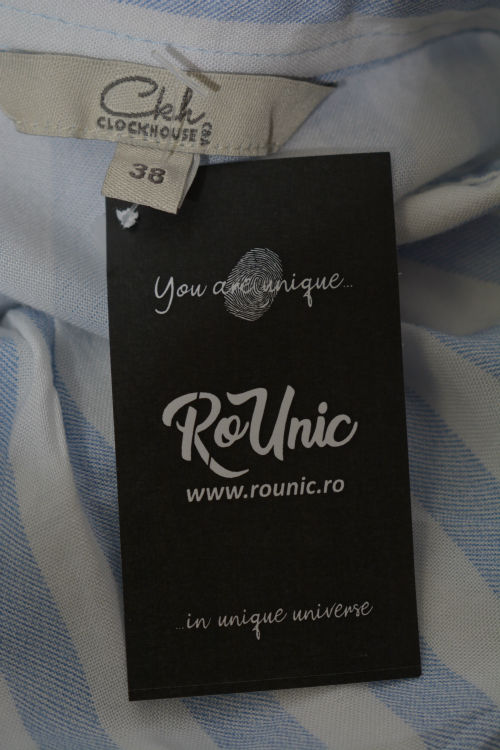 Ckh
CLOCKHOUSE C&A
38
You are unique...
RoUnic
www.rounic.ro
...in unique universe